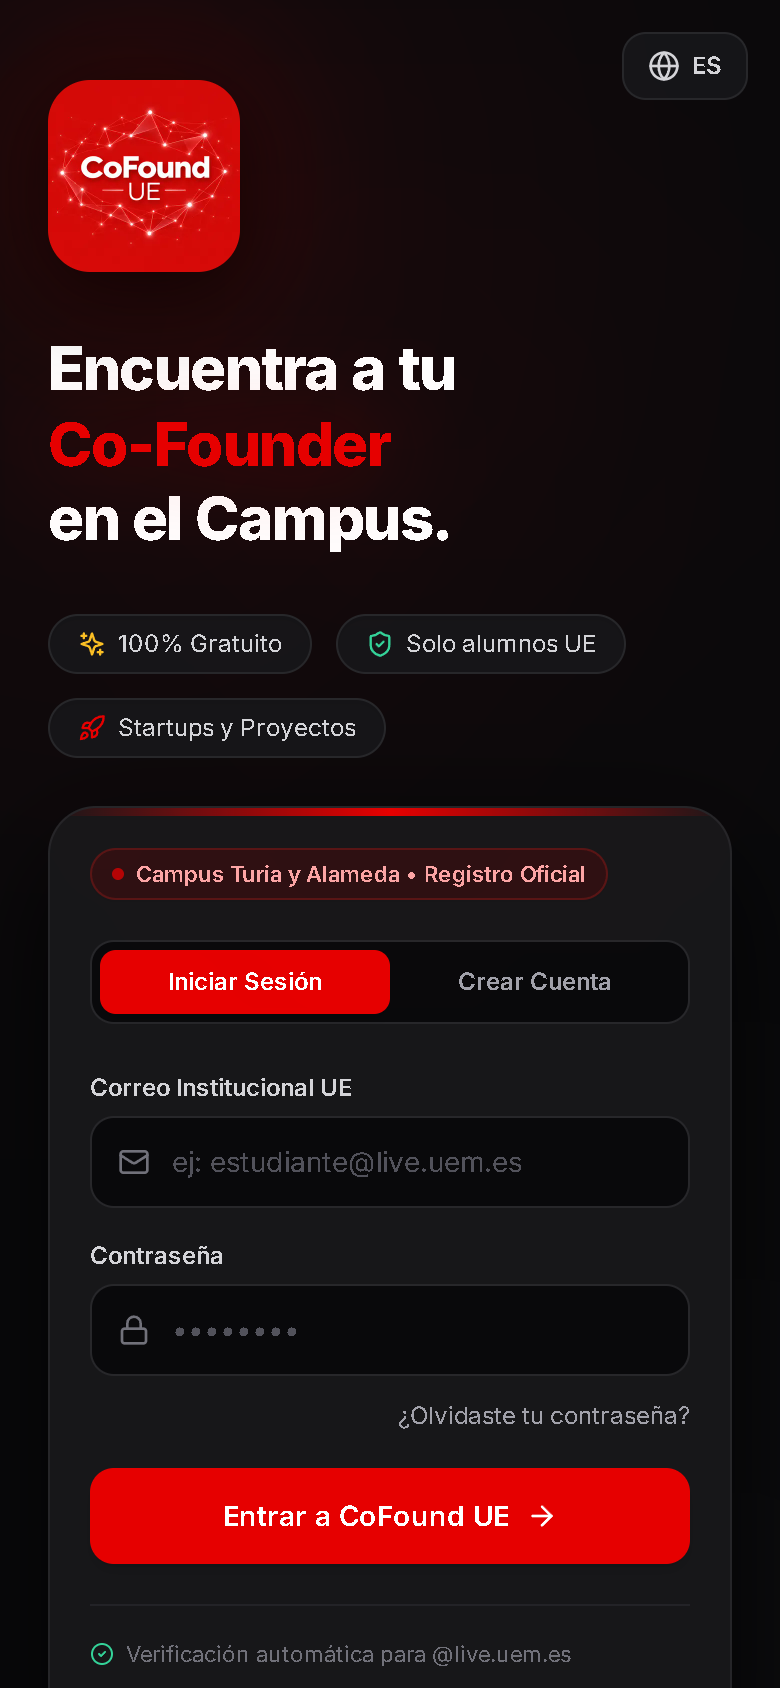 ES
CoFound
UE
Encuentra a tu
Co-Founder
en el Campus.
100% Gratuito
Solo alumnos UE
Startups y Proyectos
Campus Turia y Alameda • Registro Oficial
Iniciar Sesión
Crear Cuenta
Correo Institucional UE
ej: estudiante@live.uem.es
Contraseña
••••••••
¿Olvidaste tu contraseña?
Entrar a CoFound UE →
Verificación automática para @live.uem.es